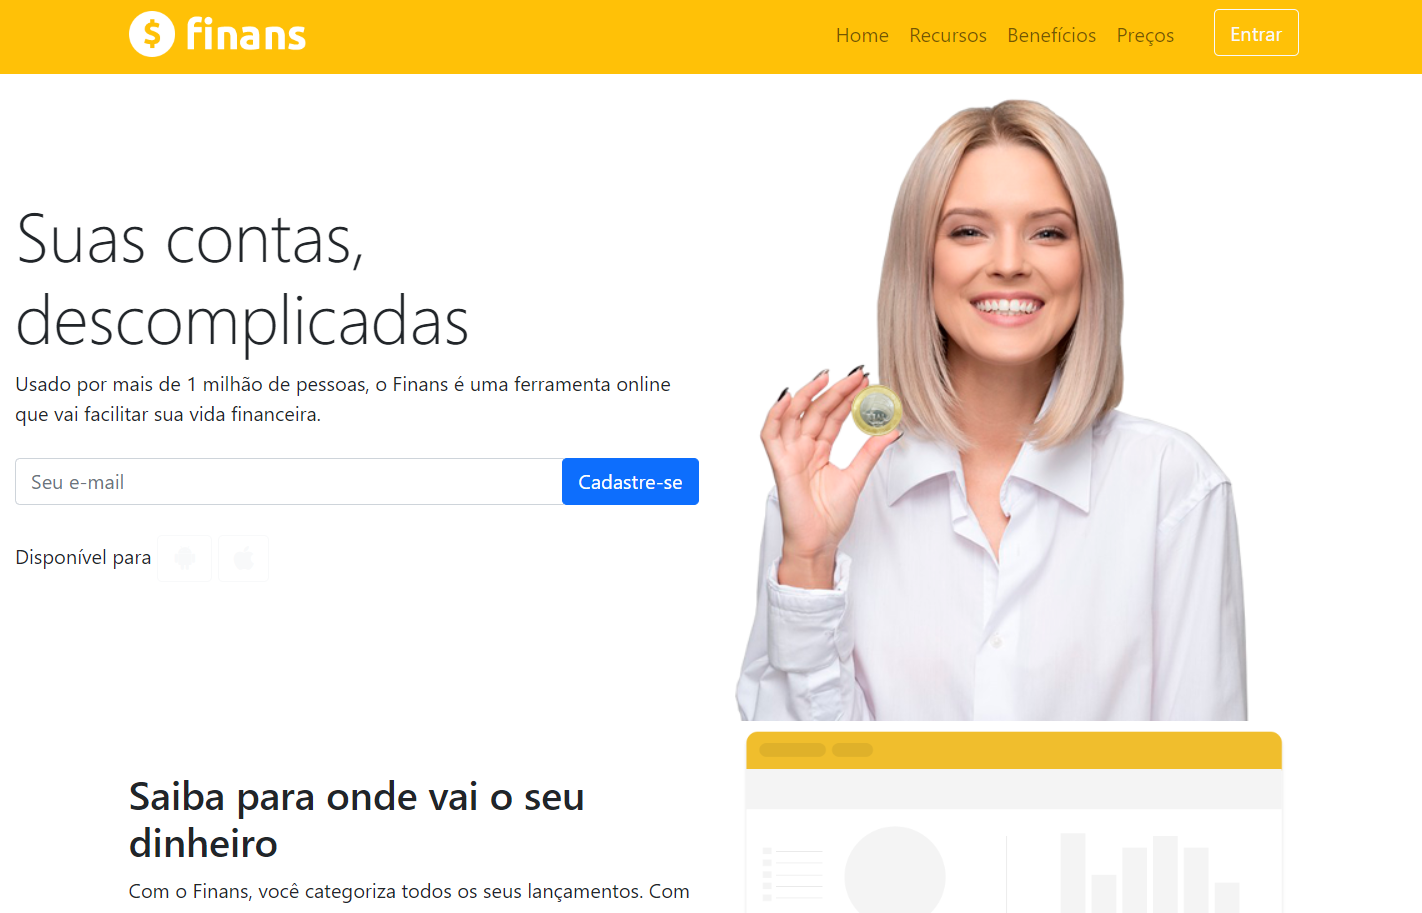 $ finans
Home Recursos Benefícios Preços Entrar
Suas contas,
descomplicadas
Usado por mais de 1 milhão de pessoas, o Finans é uma ferramenta online
que vai facilitar sua vida financeira.
Seu e-mail Cadastre-se
Disponível para
Saiba para onde vai o seu
dinheiro
Com o Finans, você categoriza todos os seus lançamentos. Com